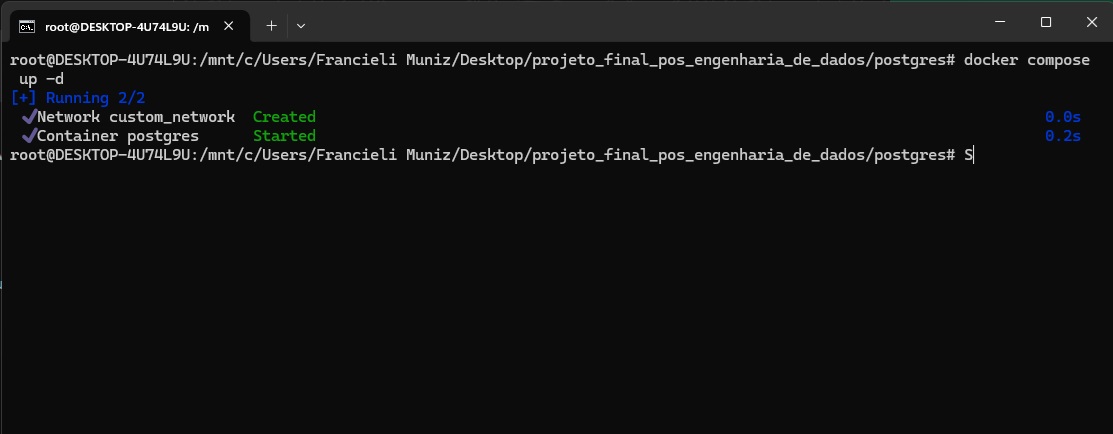 root@DESKTOP-4U74L9U: /m
root@DESKTOP-4U74L9U:/mnt/c/Users/Francieli Muniz/Desktop/projeto_final_pos_engenharia_de_dados/postgres# docker compose
up -d
[+] Running 2/2
✔Network custom_network Created 0.0s
✔Container postgres Started 0.2s
root@DESKTOP-4U74L9U:/mnt/c/Users/Francieli Muniz/Desktop/projeto_final_pos_engenharia_de_dados/postgres# S